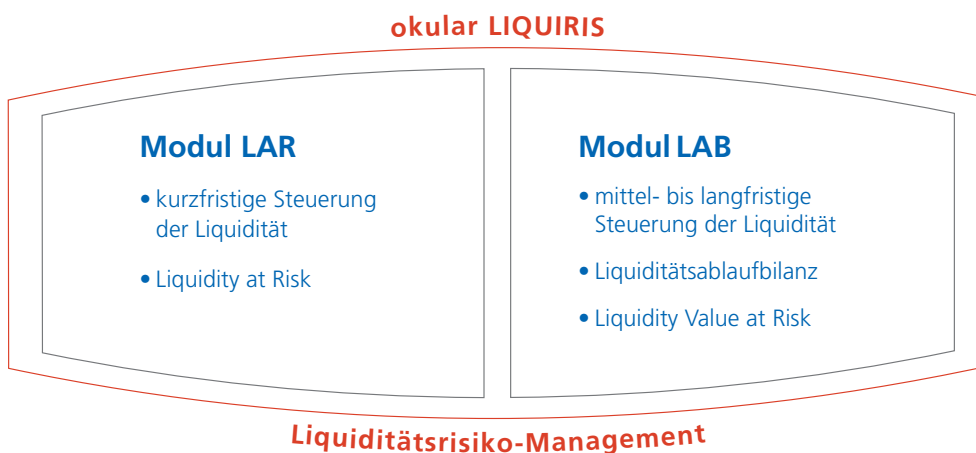 okular LIQUIRIS
Modul LAR
• kurzfristige Steuerung
der Liquidität
• Liquidity at Risk
Modul LAB
• mittel- bis langfristige
Steuerung der Liquidität
• Liquiditätsablaufbilanz
• Liquidity Value at Risk
Liquiditätsrisiko-Management